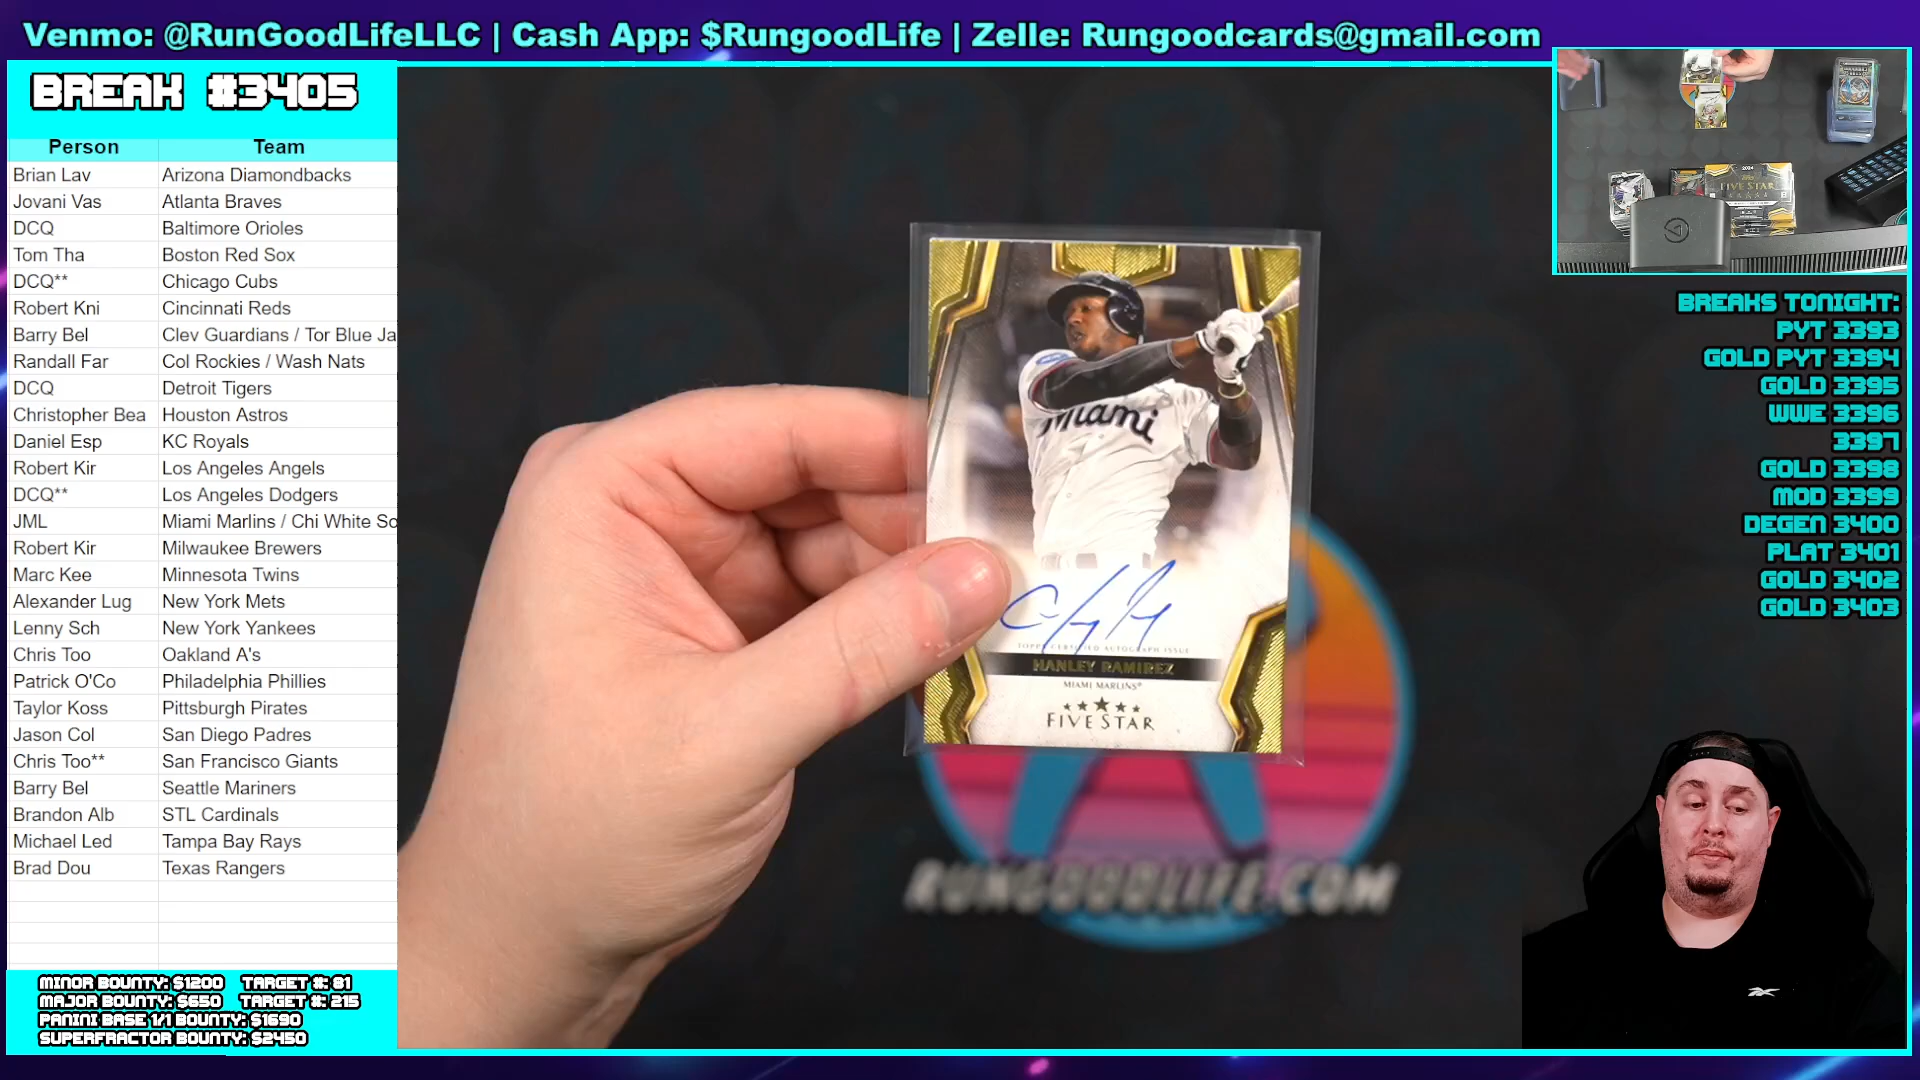 Venmo: @RunGoodLifeLLC | Cash App: $RungoodLife | Zelle: Rungoodcards@gmail.com
BREAK #3405
Person Team
Brian Lav Arizona Diamondbacks
Jovani Vas Atlanta Braves
DCQ Baltimore Orioles
Tom Tha Boston Red Sox
DCQ** Chicago Cubs
Robert Kni Cincinnati Reds
Barry Bel Clev Guardians / Tor Blue Ja
Randall Far Col Rockies / Wash Nats
DCQ Detroit Tigers
Christopher Bea Houston Astros
Daniel Esp KC Royals
Robert Kir Los Angeles Angels
DCQ** Los Angeles Dodgers
JML Miami Marlins / Chi White So
Robert Kir Milwaukee Brewers
Marc Kee Minnesota Twins
Alexander Lug New York Mets
Lenny Sch New York Yankees
Chris Too Oakland A's
Patrick O'Co Philadelphia Phillies
Taylor Koss Pittsburgh Pirates
Jason Col San Diego Padres
Chris Too** San Francisco Giants
Barry Bel Seattle Mariners
Brandon Alb STL Cardinals
Michael Led Tampa Bay Rays
Brad Dou Texas Rangers
MINOR BOUNTY: $1200 TARGET #: 81
MAJOR BOUNTY: $650 TARGET #: 215
PANINI BASE 1/1 BOUNTY: $1690
SUPERFRACTOR BOUNTY: $2450
Miami
TOPPS CERTIFIED AUTOGRAPH ISSUE
HANLEY RAMIREZ
MIAMI MARLINS®
FIVE STAR
RUNGOODLIFE.COM
2024
FIVE STAR
BREAKS TONIGHT:
PYT 3393
GOLD PYT 3394
GOLD 3395
WWE 3396
3397
GOLD 3398
MOD 3399
DEGEN 3400
PLAT 3401
GOLD 3402
GOLD 3403